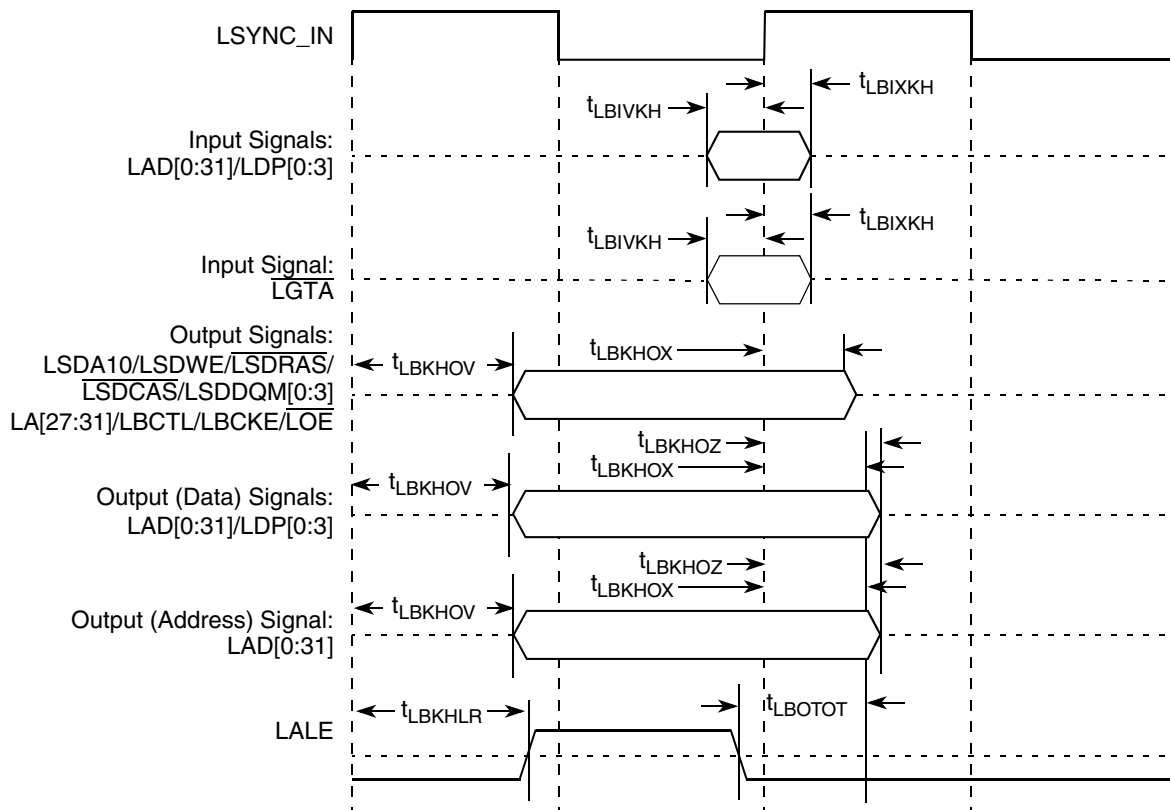 LSYNC_IN
tLBIXKH
tLBIVKH
Input Signals:
LAD[0:31]/LDP[0:3]
tLBIXKH
tLBIVKH
Input Signal:
LGTA
Output Signals:
LSDA10/LSDWE/LSDRAS/
LSDCAS/LSDDQM[0:3]
LA[27:31]/LBCTL/LBCKE/LOE
tLBKHOV
tLBKHOX
tLBKHOZ
tLBKHOX
tLBKHOV
Output (Data) Signals:
LAD[0:31]/LDP[0:3]
tLBKHOZ
tLBKHOX
tLBKHOV
Output (Address) Signal:
LAD[0:31]
tLBKHLR
tLBOTOT
LALE